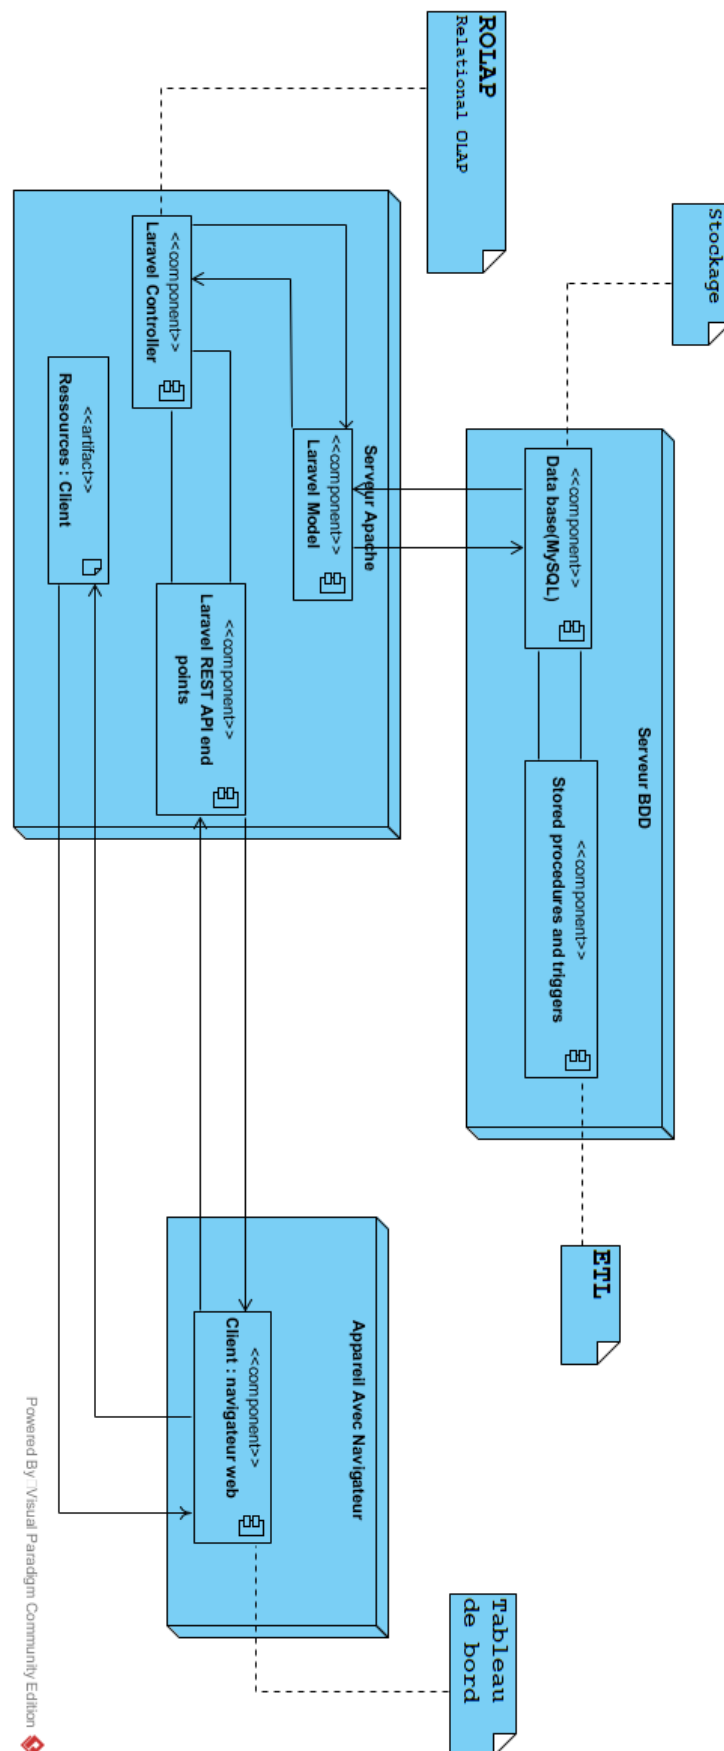 Stockage
ROLAP
Relational OLAP
Serveur BDD
<<component>>
Data base(MySQL)
<<component>>
Stored procedures and triggers
ETL
Serveur Apache
<<component>>
Laravel Model
<<component>>
Laravel Controller
<<component>>
Laravel REST API end
points
<<artifact>>
Ressources : Client
Appareil Avec Navigateur
<<component>>
Client : navigateur web
Tableau
de bord
Powered By Visual Paradigm Community Edition